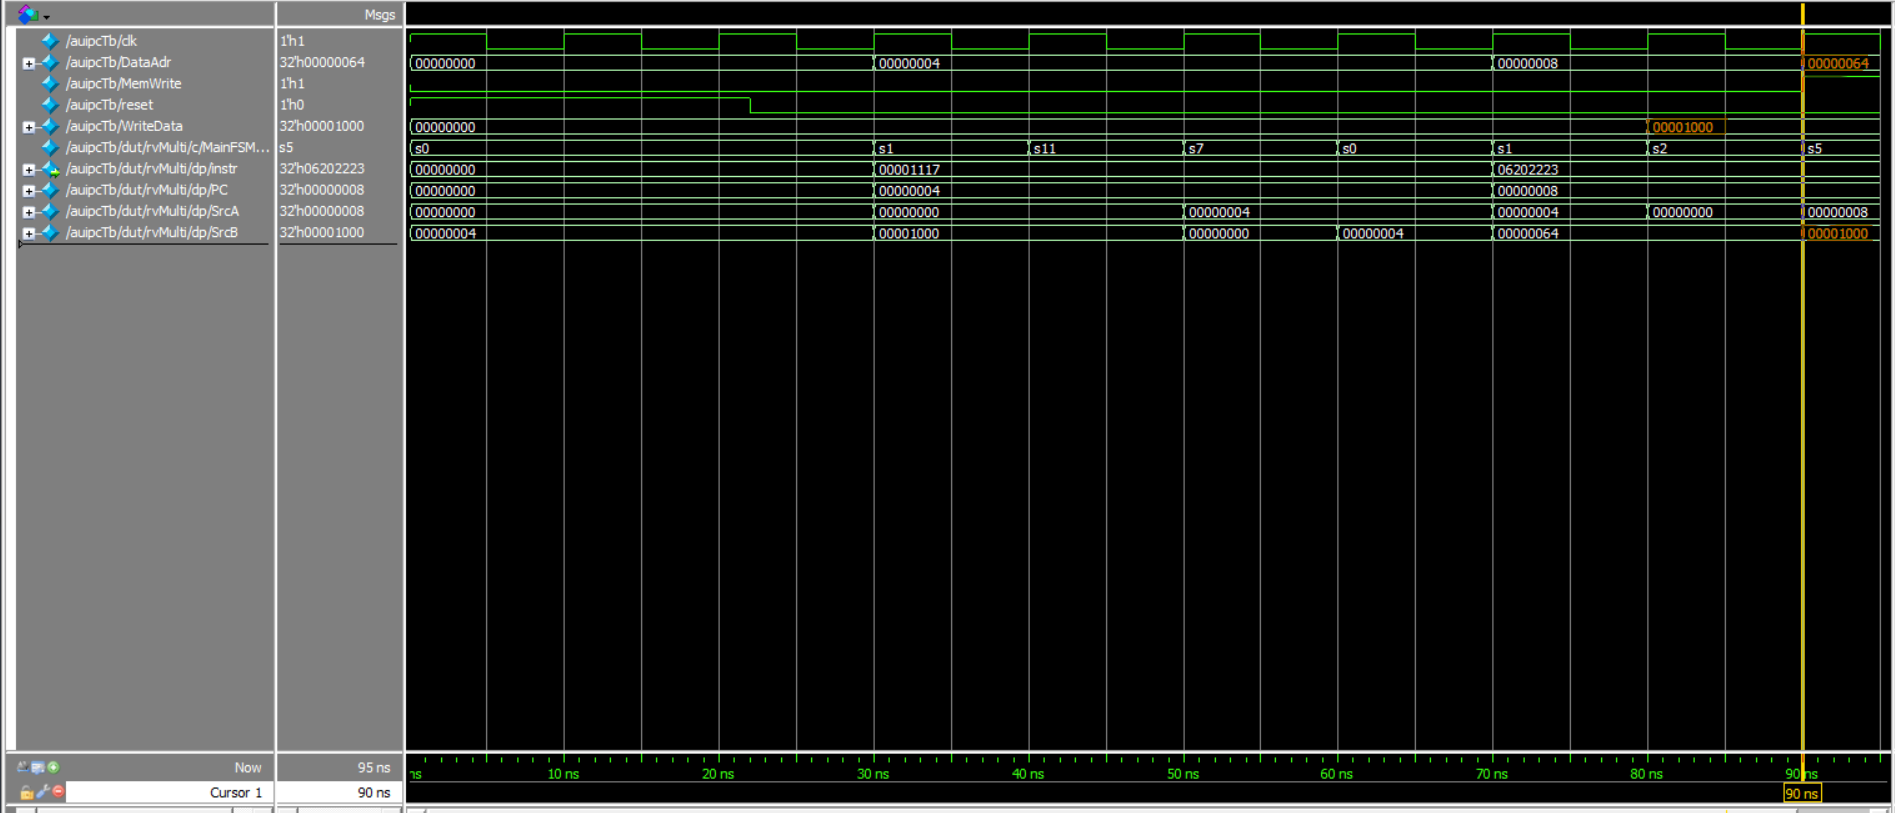 Msgs
/auipcTb/clk 1'h1
/auipcTb/DataAdr 32'h00000064 00000000 00000004 00000008 00000064
/auipcTb/MemWrite 1'h1
/auipcTb/reset 1'h0
/auipcTb/WriteData 32'h00001000 00000000 00001000
/auipcTb/dut/rvMulti/c/MainFSM... s5 s0 s1 s11 s7 s0 s1 s2 s5
/auipcTb/dut/rvMulti/dp/instr 32'h06202223 00000000 00001117 06202223
/auipcTb/dut/rvMulti/dp/PC 32'h00000008 00000000 00000004 00000008
/auipcTb/dut/rvMulti/dp/SrcA 32'h00000008 00000000 00000000 00000004 00000004 00000000 00000008
/auipcTb/dut/rvMulti/dp/SrcB 32'h00001000 00000004 00001000 00000000 00000004 00000064 00001000
Now 95 ns ns 10 ns 20 ns 30 ns 40 ns 50 ns 60 ns 70 ns 80 ns 90 ns
Cursor 1 90 ns 90 ns